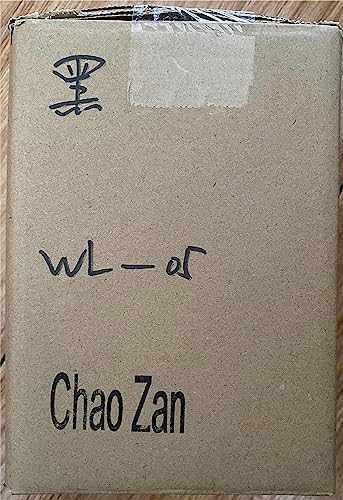 黑
WL-05
Chao Zan